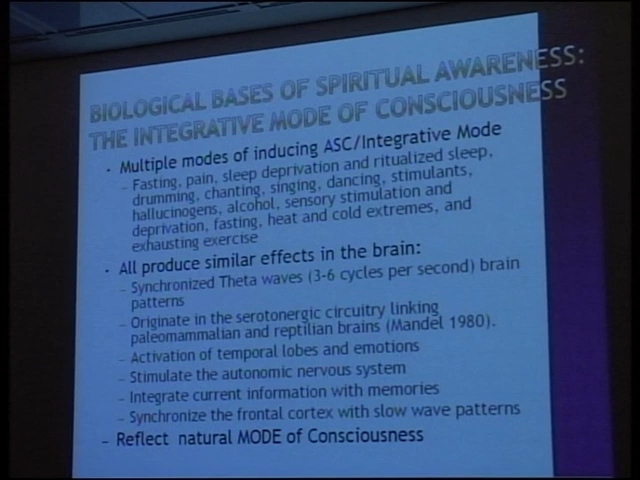 BIOLOGICAL BASES OF SPIRITUAL AWARENESS:
THE INTEGRATIVE MODE OF CONSCIOUSNESS
• Multiple modes of inducing ASC/Integrative Mode
– Fasting, pain, sleep deprivation and ritualized sleep,
drumming, chanting, singing, dancing, stimulants,
hallucinogens, alcohol, sensory stimulation and
deprivation, fasting, heat and cold extremes, and
exhausting exercise
• All produce similar effects in the brain:
– Synchronized Theta waves (3-6 cycles per second) brain
patterns
– Originate in the serotonergic circuitry linking
paleomammalian and reptilian brains (Mandel 1980).
– Activation of temporal lobes and emotions
– Stimulate the autonomic nervous system
– Integrate current information with memories
– Synchronize the frontal cortex with slow wave patterns
– Reflect natural MODE of Consciousness